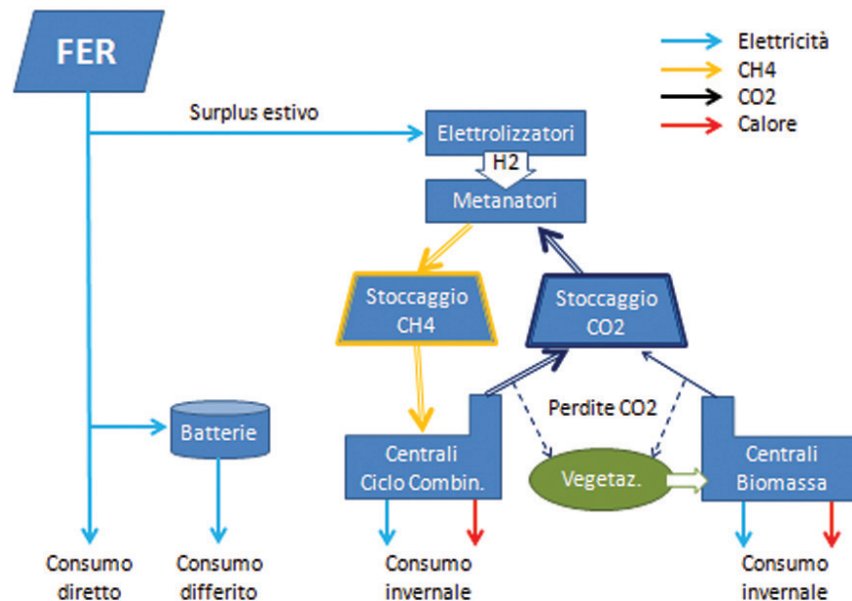 FER
Elettricità
CH4
CO2
Calore
Surplus estivo
Elettrolizzatori
H2
Metanatori
Stoccaggio
CH4
Stoccaggio
CO2
Perdite CO2
Batterie
Centrali
Ciclo Combin.
Vegetaz.
Centrali
Biomassa
Consumo
diretto
Consumo
differito
Consumo
invernale
Consumo
invernale